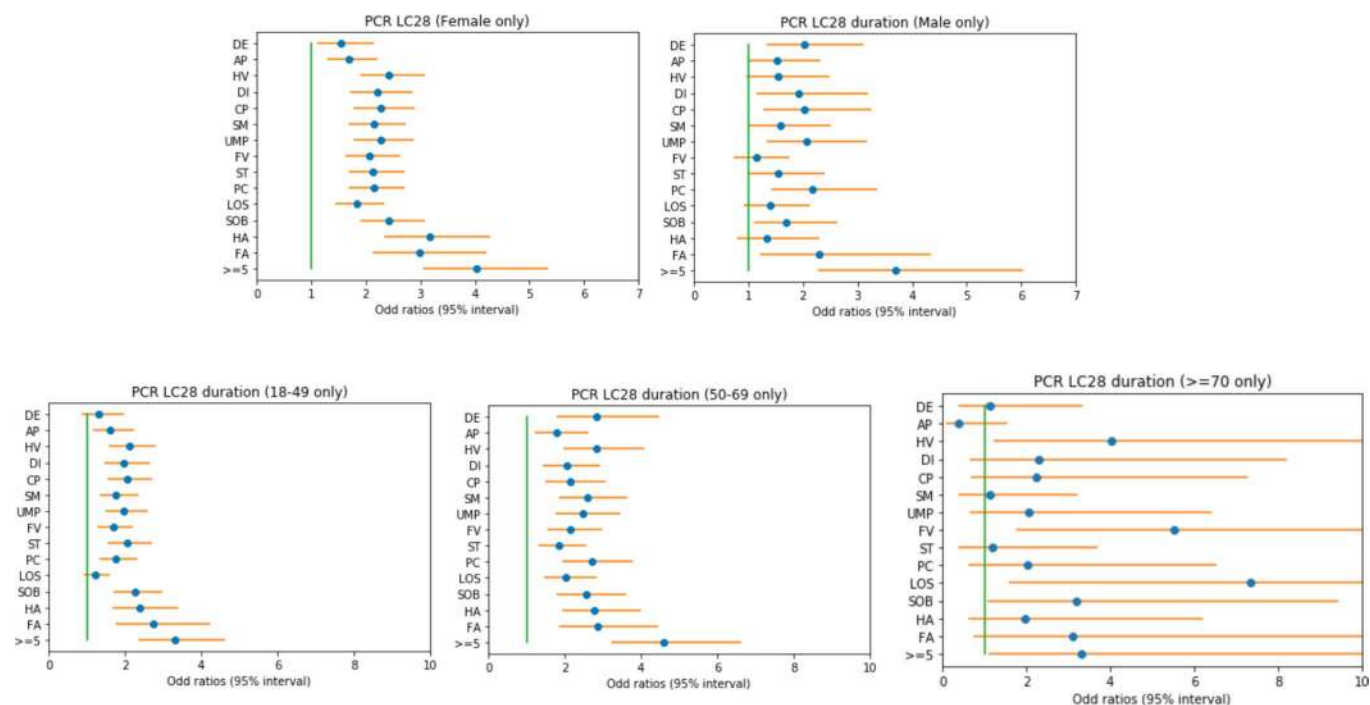 PCR LC28 (Female only)
DE
AP
HV
DI
CP
SM
UMP
FV
ST
PC
LOS
SOB
HA
FA
>=5
0 1 2 3 4 5 6 7
Odd ratios (95% interval)
PCR LC28 duration (Male only)
DE
AP
HV
DI
CP
SM
UMP
FV
ST
PC
LOS
SOB
HA
FA
>=5
0 1 2 3 4 5 6 7
Odd ratios (95% interval)
PCR LC28 duration (18-49 only)
DE
AP
HV
DI
CP
SM
UMP
FV
ST
PC
LOS
SOB
HA
FA
>=5
0 2 4 6 8 10
Odd ratios (95% interval)
PCR LC28 duration (50-69 only)
DE
AP
HV
DI
CP
SM
UMP
FV
ST
PC
LOS
SOB
HA
FA
>=5
0 2 4 6 8 10
Odd ratios (95% interval)
PCR LC28 duration (>=70 only)
DE
AP
HV
DI
CP
SM
UMP
FV
ST
PC
LOS
SOB
HA
FA
>=5
0 2 4 6 8 10
Odd ratios (95% interval)